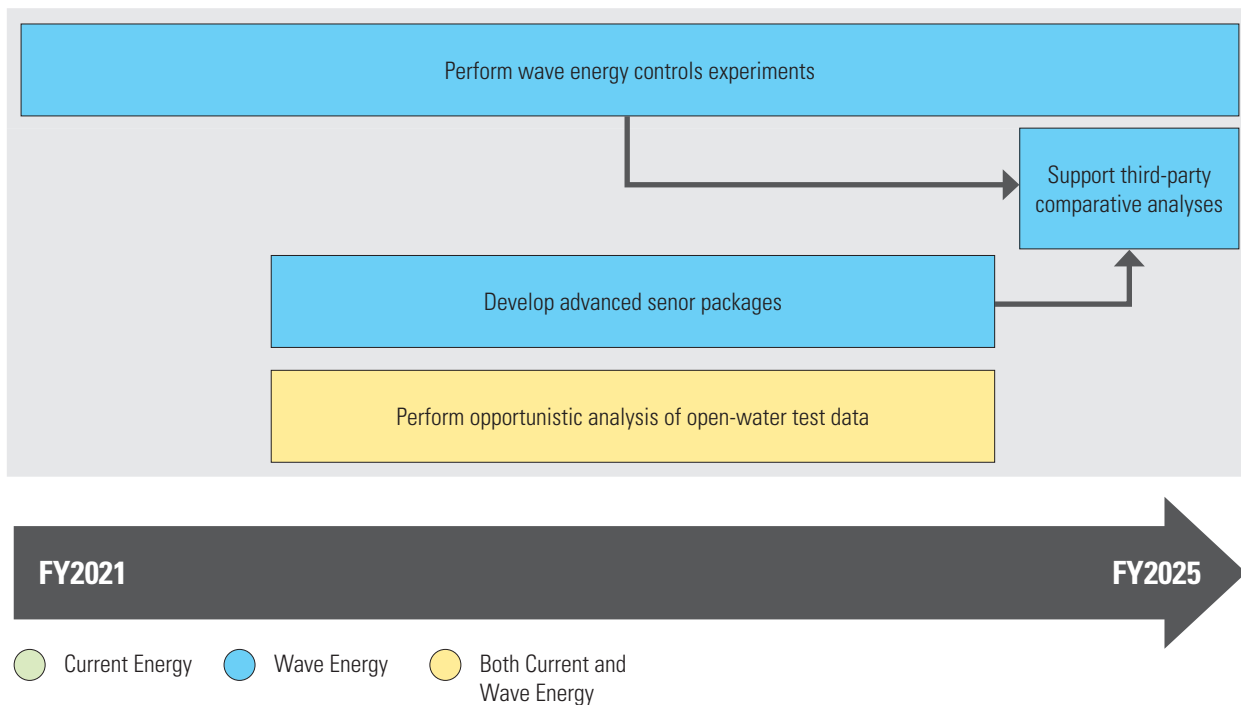 Perform wave energy controls experiments
Support third-party
comparative analyses
Develop advanced senor packages
Perform opportunistic analysis of open-water test data
FY2021
FY2025
Current Energy
Wave Energy
Both Current and
Wave Energy